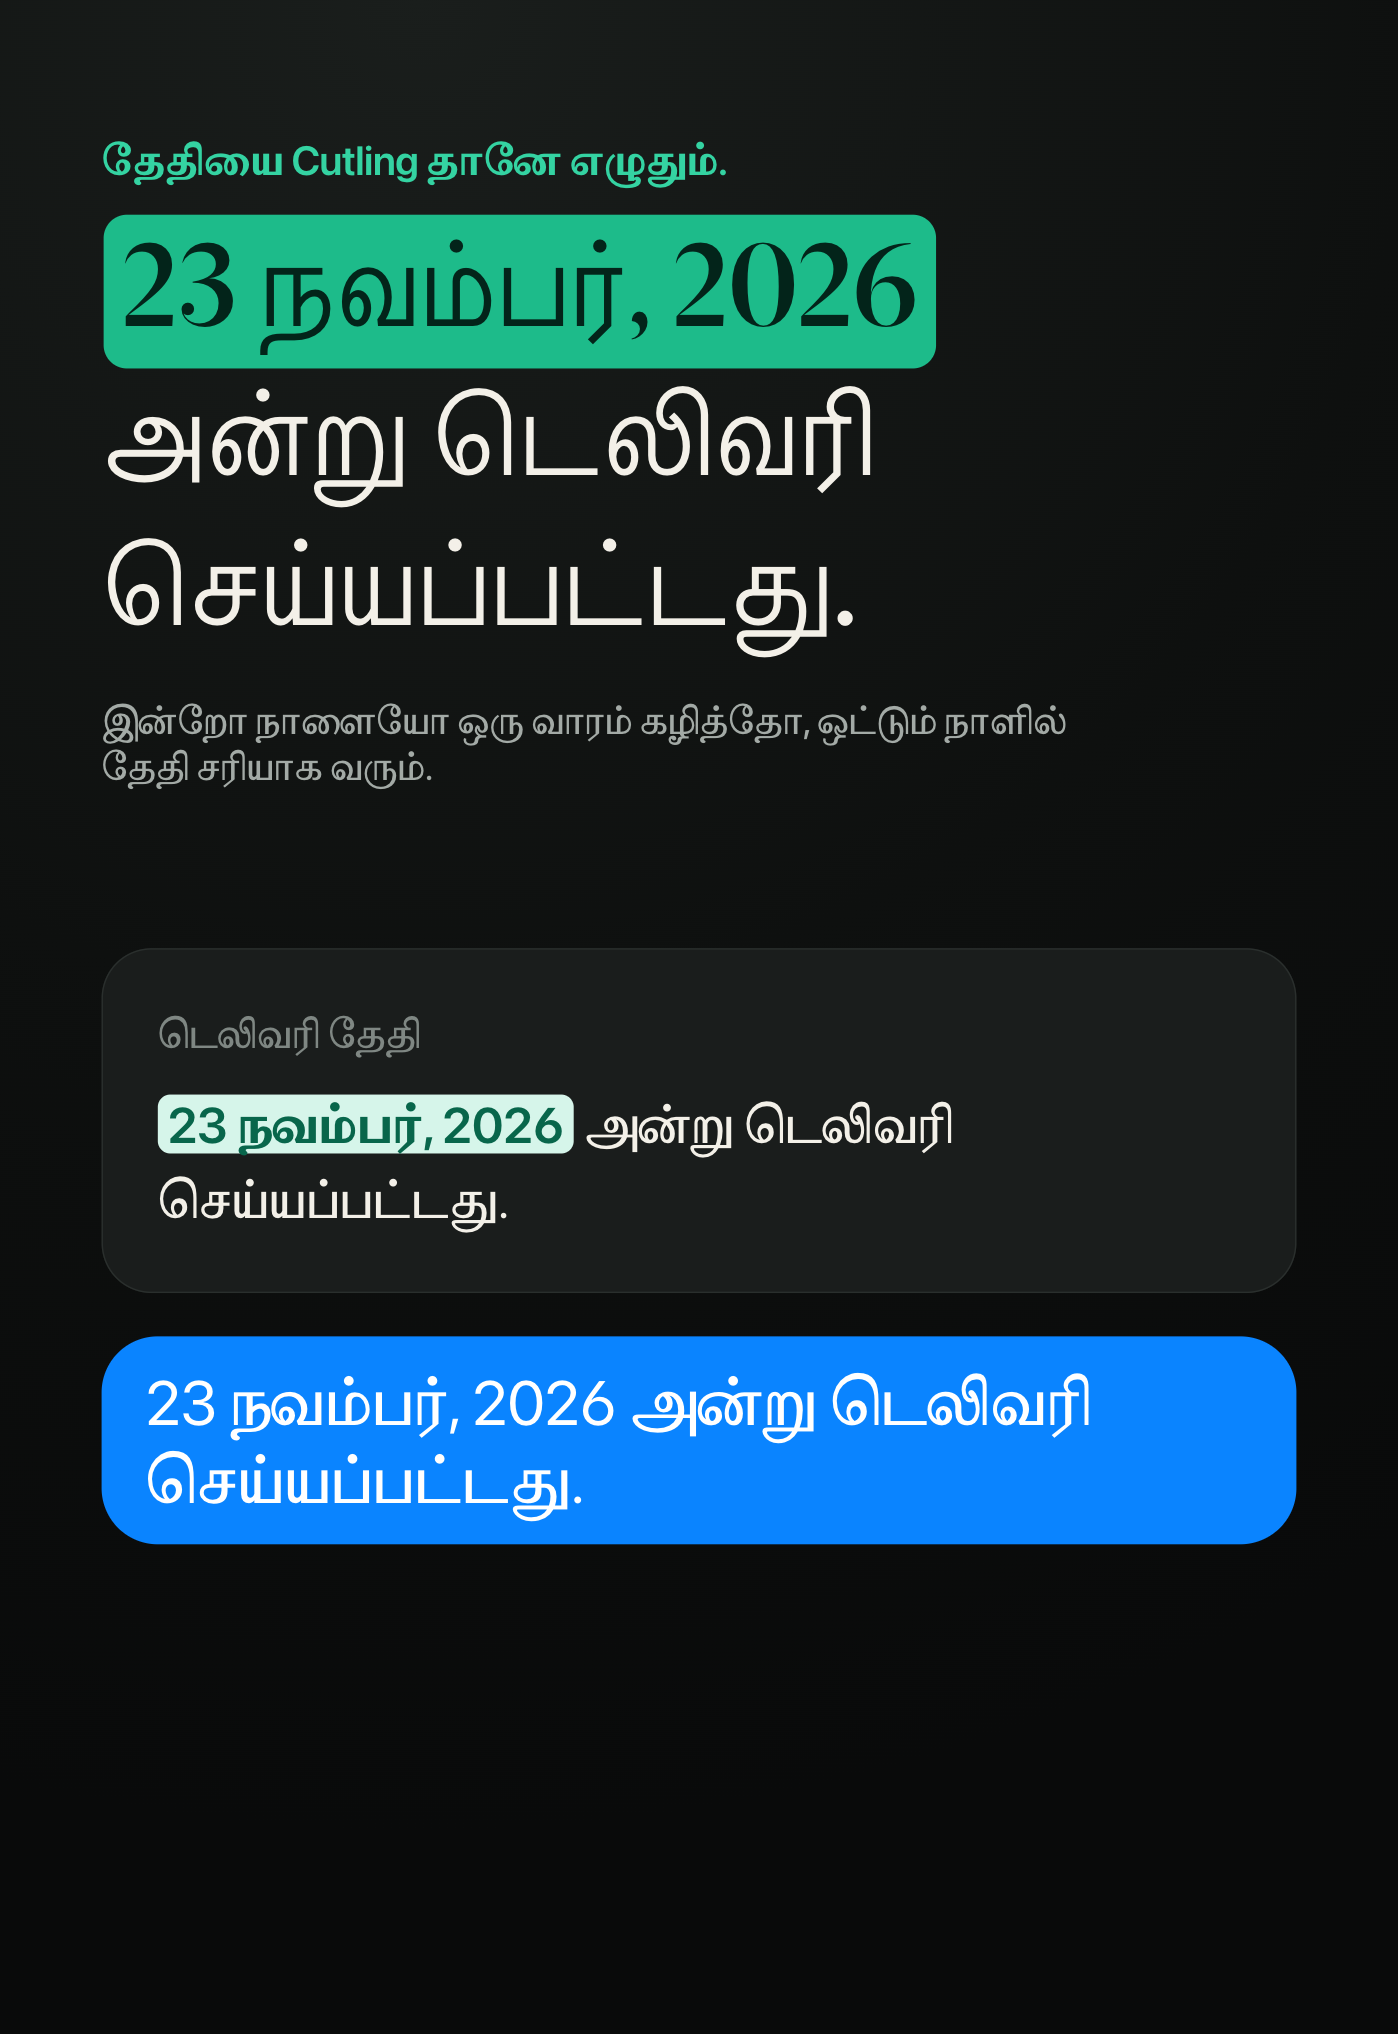 தேதியை Cutling தானே எழுதும்.
23 நவம்பர், 2026
அன்று டெலிவரி
செய்யப்பட்டது.
இன்றோ நாளையோ ஒரு வாரம் கழித்தோ, ஒட்டும் நாளில்
தேதி சரியாக வரும்.
டெலிவரி தேதி
23 நவம்பர், 2026 அன்று டெலிவரி
செய்யப்பட்டது.
23 நவம்பர், 2026 அன்று டெலிவரி
செய்யப்பட்டது.